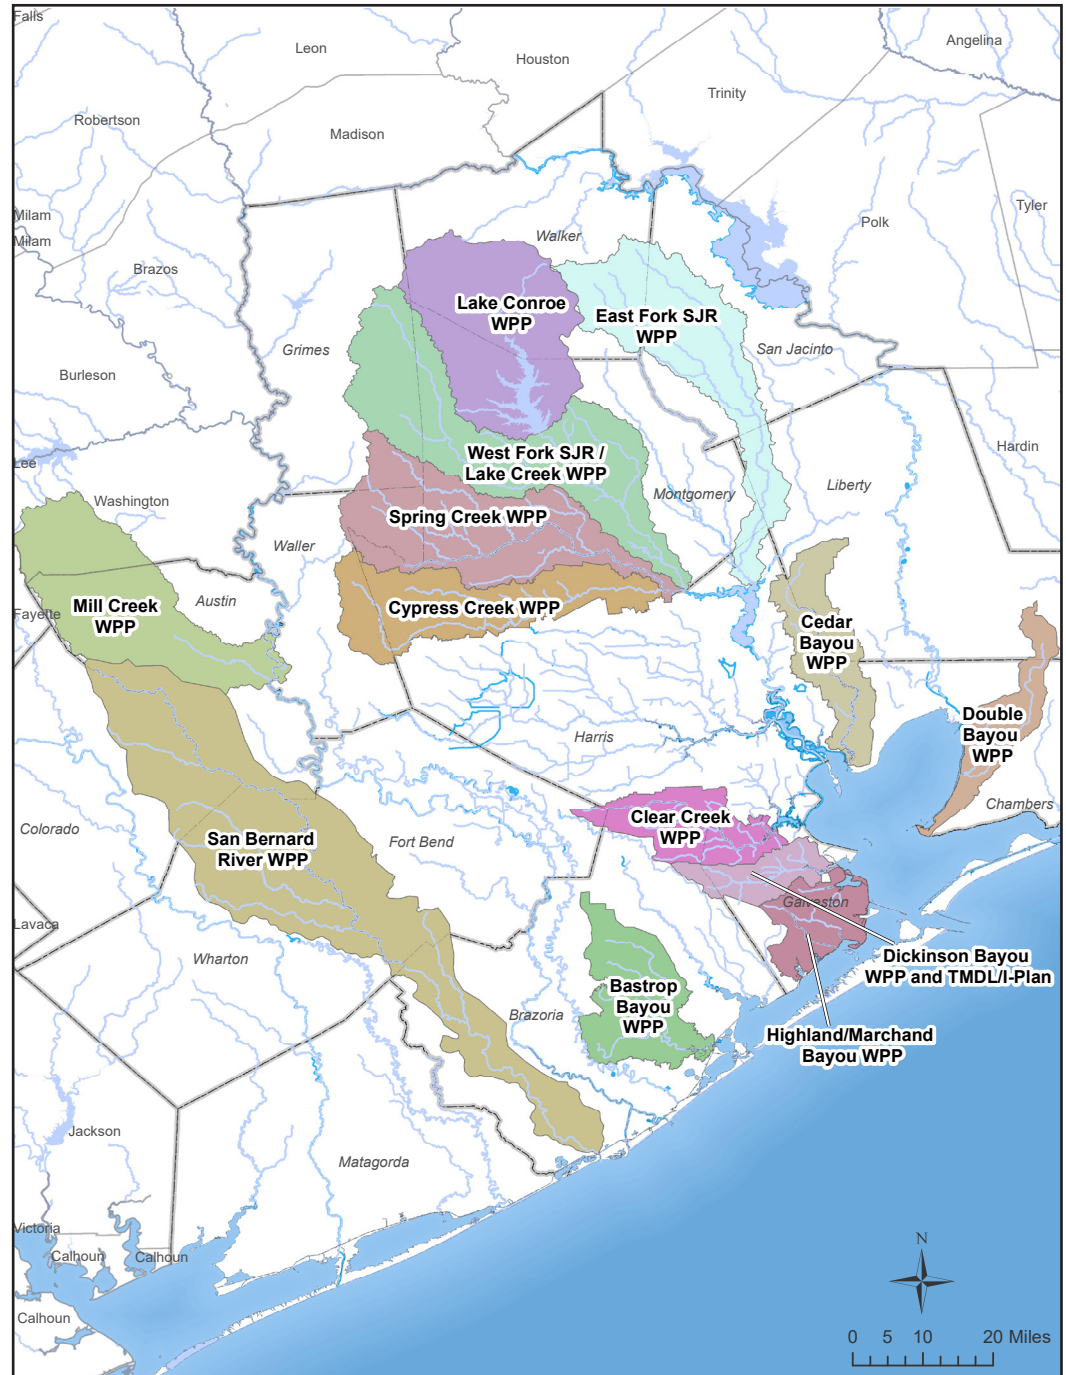 Falls
Leon
Houston
Angelina
Trinity
Robertson
Madison
Milam
Milam
Tyler
Polk
Walker
Brazos
Lake Conroe
WPP
East Fork SJR
WPP
Grimes
San Jacinto
Burleson
Hardin
Lee
West Fork SJR /
Lake Creek WPP
Washington
Montgomery
Liberty
Spring Creek WPP
Waller
Austin
Fayette
Mill Creek
WPP
Cypress Creek WPP
Cedar
Bayou
WPP
Double
Bayou
WPP
Harris
Chambers
Colorado
San Bernard
River WPP
Fort Bend
Clear Creek
WPP
Galveston
Lavaca
Wharton
Dickinson Bayou
WPP and TMDL/I-Plan
Bastrop
Bayou
WPP
Brazoria
Highland/Marchand
Bayou WPP
Jackson
Matagorda
Victoria
Calhoun
Calhoun
Calhoun
N
0 5 10 20 Miles